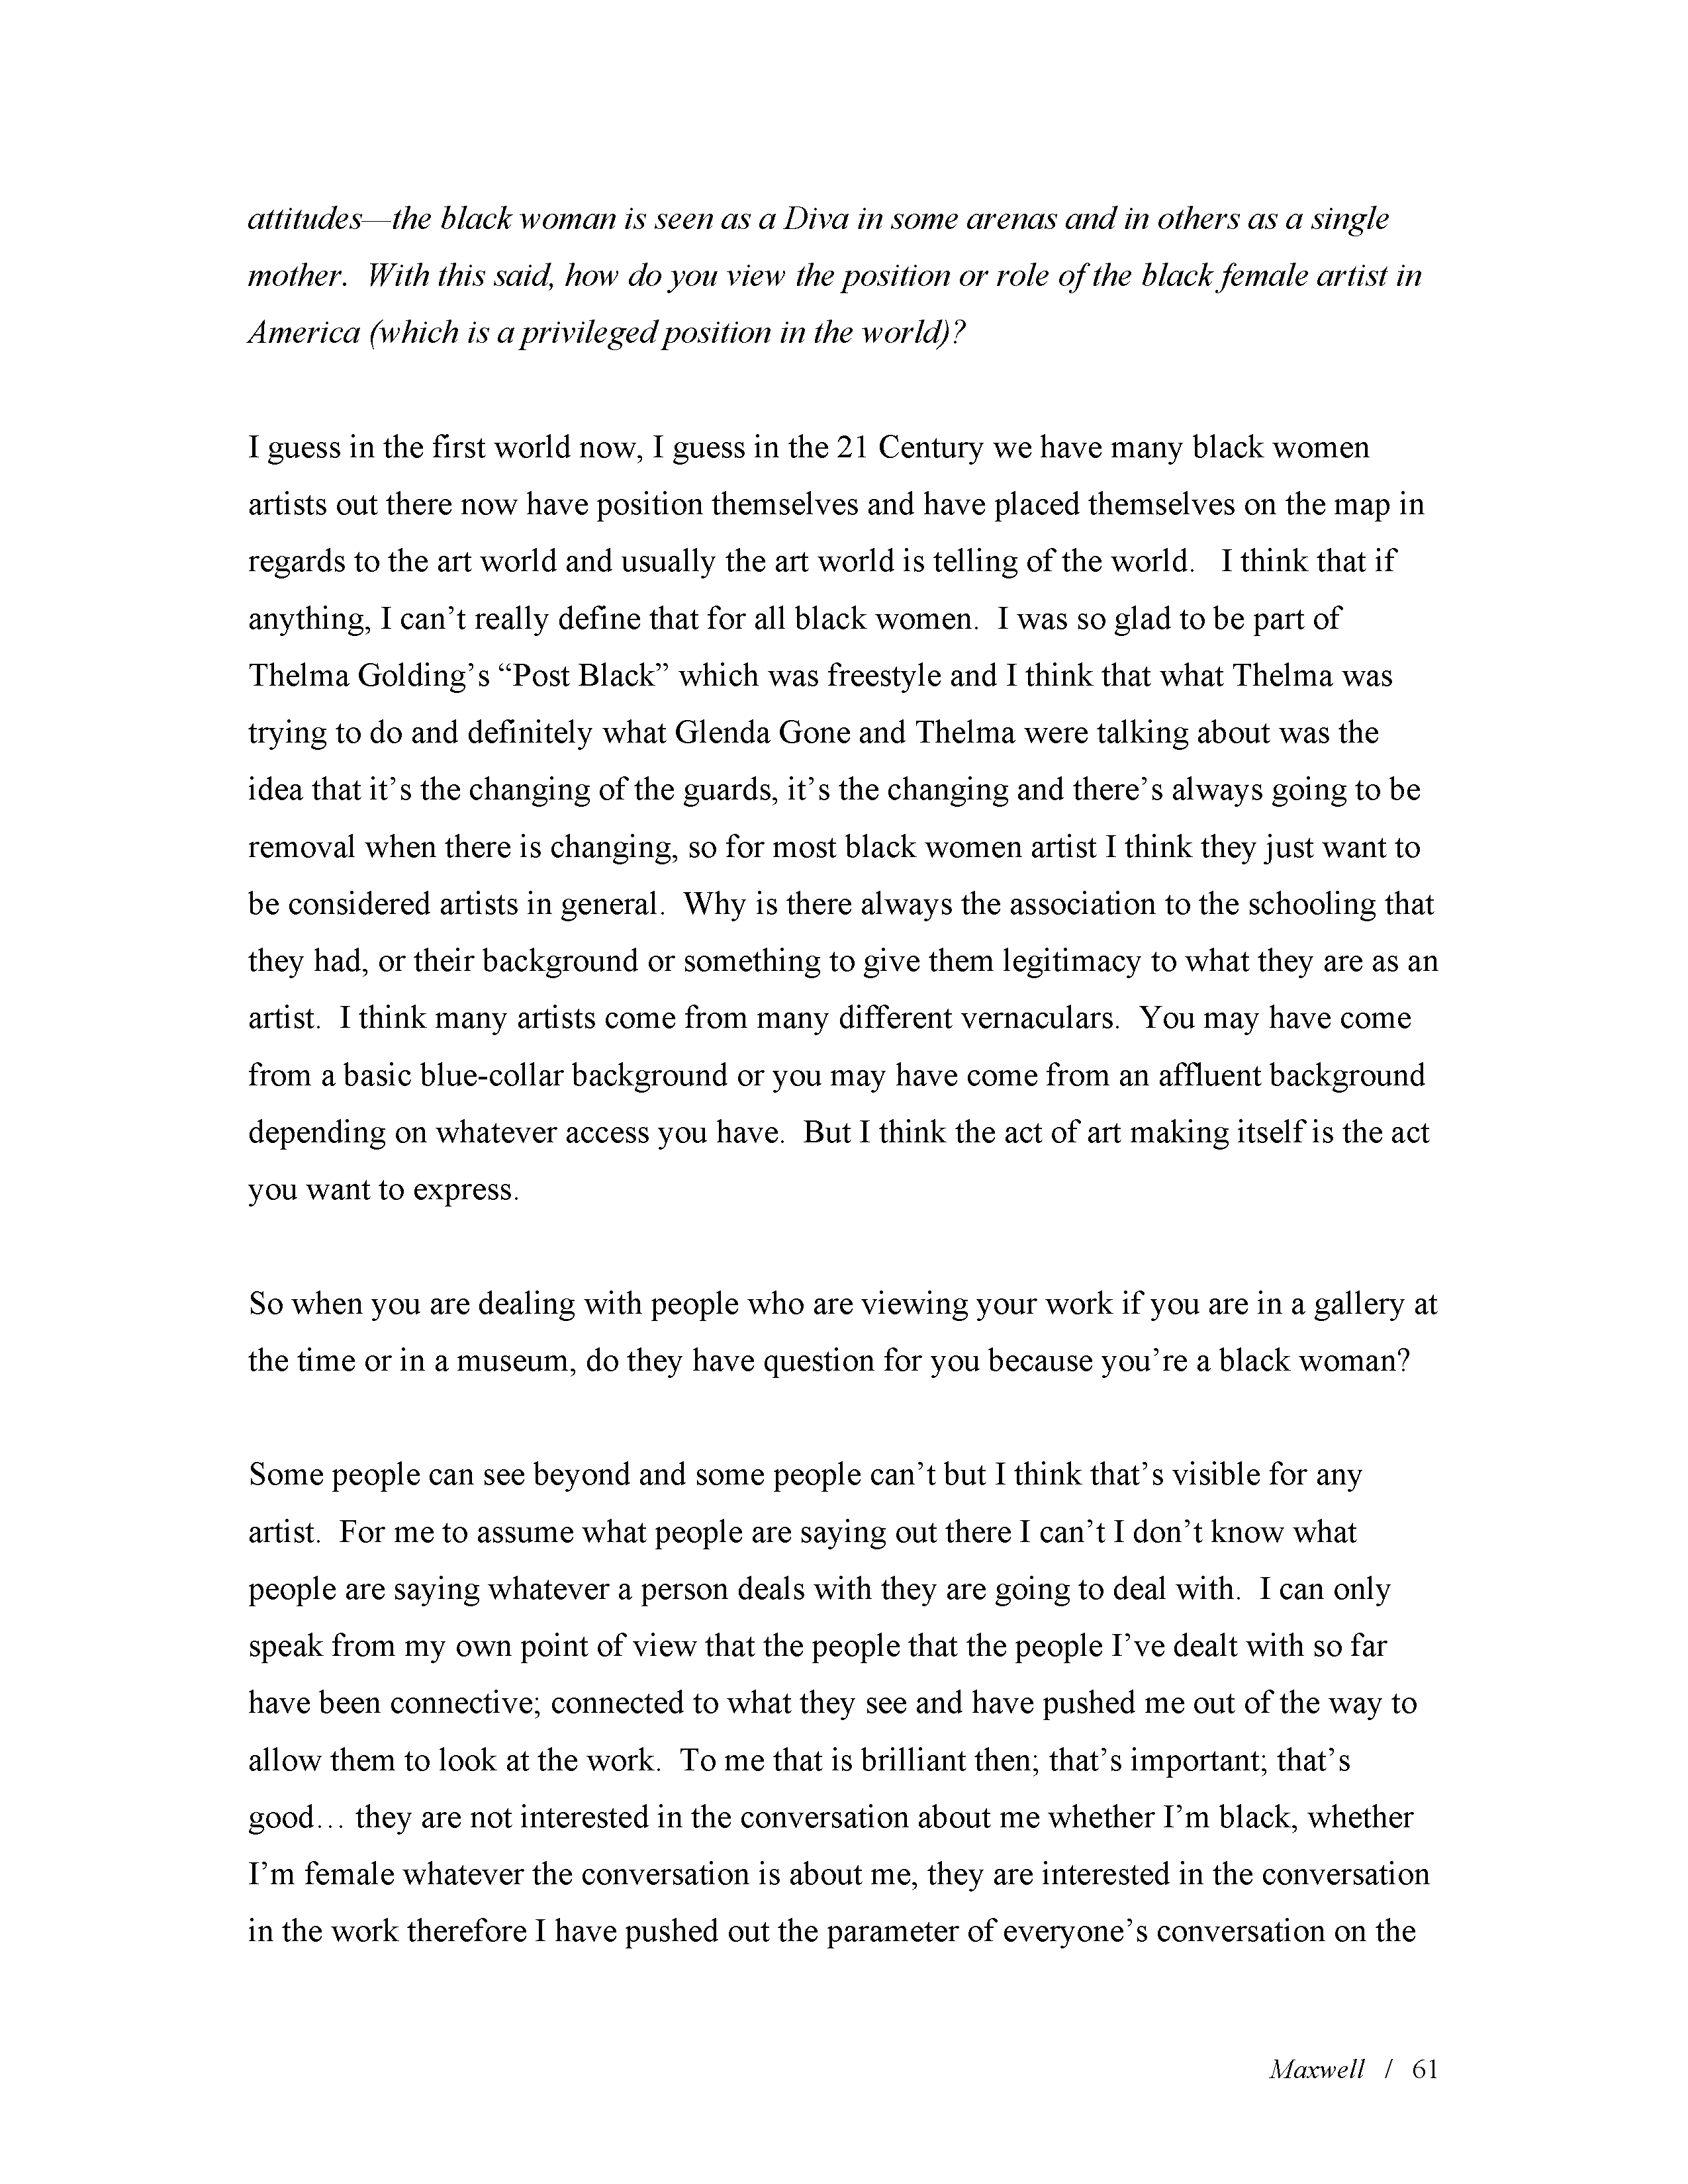 attitudes—the black woman is seen as a Diva in some arenas and in others as a single
mother.  With this said, how do you view the position or role of the black female artist in
America (which is a privileged position in the world)?
I guess in the first world now, I guess in the 21 Century we have many black women
artists out there now have position themselves and have placed themselves on the map in
regards to the art world and usually the art world is telling of the world.   I think that if
anything, I can’t really define that for all black women.  I was so glad to be part of
Thelma Golding’s “Post Black” which was freestyle and I think that what Thelma was
trying to do and definitely what Glenda Gone and Thelma were talking about was the
idea that it’s the changing of the guards, it’s the changing and there’s always going to be
removal when there is changing, so for most black women artist I think they just want to
be considered artists in general.  Why is there always the association to the schooling that
they had, or their background or something to give them legitimacy to what they are as an
artist.  I think many artists come from many different vernaculars.  You may have come
from a basic blue-collar background or you may have come from an affluent background
depending on whatever access you have.  But I think the act of art making itself is the act
you want to express.
So when you are dealing with people who are viewing your work if you are in a gallery at
the time or in a museum, do they have question for you because you’re a black woman?
Some people can see beyond and some people can’t but I think that’s visible for any
artist.  For me to assume what people are saying out there I can’t I don’t know what
people are saying whatever a person deals with they are going to deal with.  I can only
speak from my own point of view that the people that the people I’ve dealt with so far
have been connective; connected to what they see and have pushed me out of the way to
allow them to look at the work.  To me that is brilliant then; that’s important; that’s
good… they are not interested in the conversation about me whether I’m black, whether
I’m female whatever the conversation is about me, they are interested in the conversation
in the work therefore I have pushed out the parameter of everyone’s conversation on the
Maxwell / 61